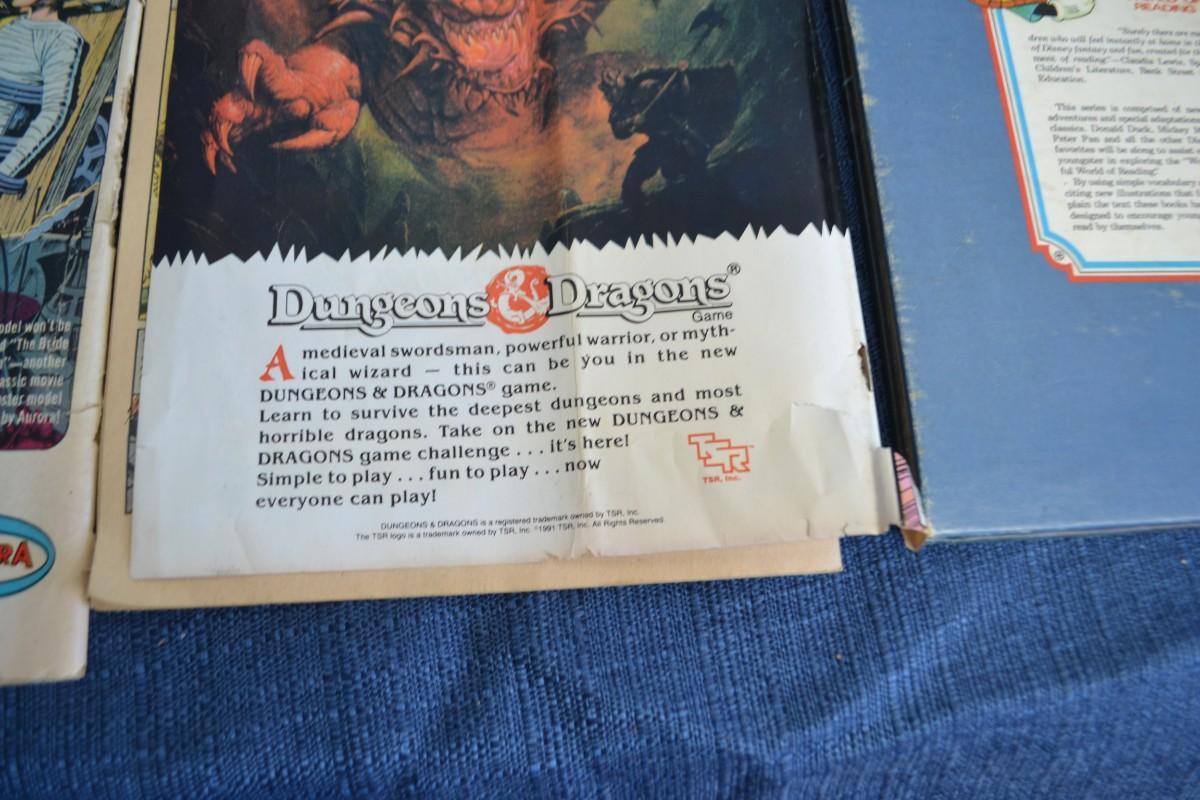 odel won't be
"The Bride
—another
assic movie
ster model
by Aurora!
RA
Dungeons & Dragons®
Game
A medieval swordsman, powerful warrior, or myth-
ical wizard — this can be you in the new
DUNGEONS & DRAGONS® game.
Learn to survive the deepest dungeons and most
horrible dragons. Take on the new DUNGEONS &
DRAGONS game challenge . . . it's here!
Simple to play . . . fun to play . . . now
everyone can play!
TSR
TSR, Inc.
DUNGEONS & DRAGONS is a registered trademark owned by TSR, Inc.
The TSR logo is a trademark owned by TSR, Inc. ©1991 TSR, Inc. All Rights Reserved.
READING
"Surely there are
dren who will feel instantly at home in
of Disney fantasy and fun, created for
ment of reading."—Claudia Lewis,
Children's Literature, Bank Street
Education.
"This series is comprised of
adventures and special adaptations
classics. Donald Duck, Mickey
Peter Pan and all the other
favorites will be along to assist
youngster in exploring the
ful World of Reading."
By using simple vocabulary
citing new illustrations that
plain the text these books
designed to encourage
read by themselves.